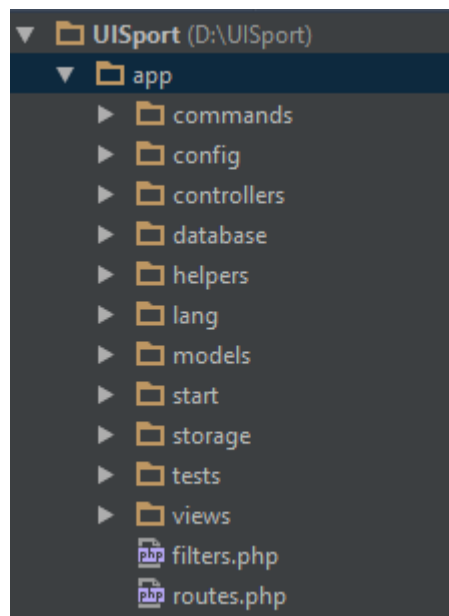 UISport (D:\UISport)
app
commands
config
controllers
database
helpers
lang
models
start
storage
tests
views
php filters.php
php routes.php